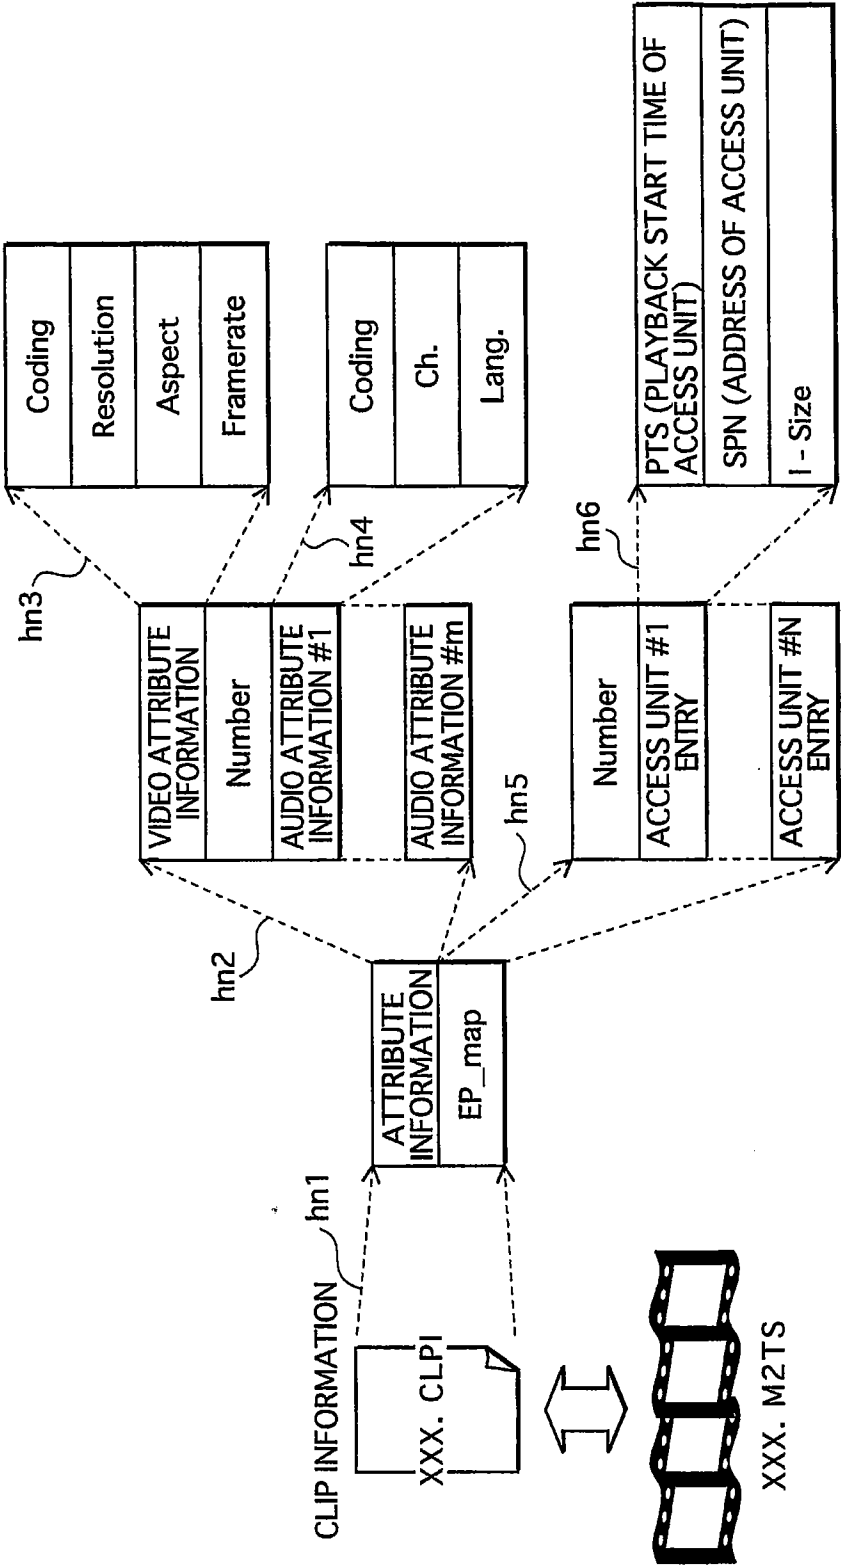 CLIP INFORMATION
XXX. CLPI
XXX. M2TS
hn1
ATTRIBUTE
INFORMATION
EP_map
hn2
VIDEO ATTRIBUTE
INFORMATION
Number
AUDIO ATTRIBUTE
INFORMATION #1
AUDIO ATTRIBUTE
INFORMATION #m
hn5
Number
ACCESS UNIT #1
ENTRY
ACCESS UNIT #N
ENTRY
hn3
Coding
Resolution
Aspect
Framerate
hn4
Coding
Ch.
Lang.
hn6
PTS (PLAYBACK START TIME OF
ACCESS UNIT)
SPN (ADDRESS OF ACCESS UNIT)
I - Size